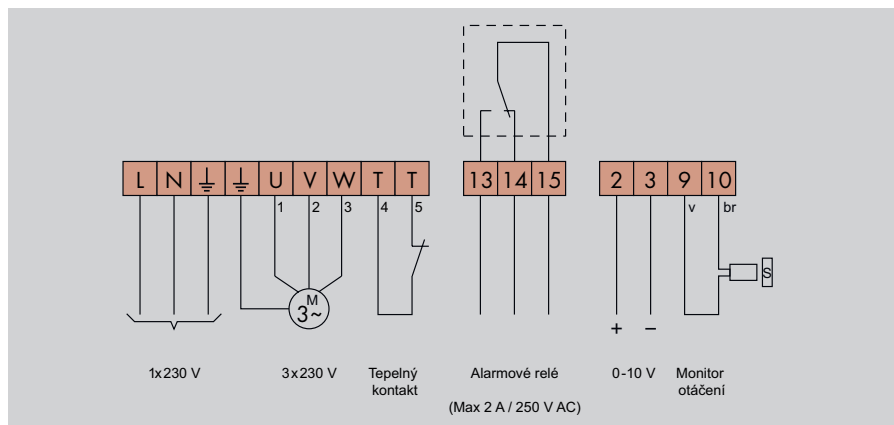 L N U V W T T
13 14 15
2 3 9 10
1 2 3 4 5
v br
M
3~
S
+ −
1x230 V
3x230 V
Tepelný
kontakt
Alarmové relé
(Max 2 A / 250 V AC)
0-10 V
Monitor
otáčení